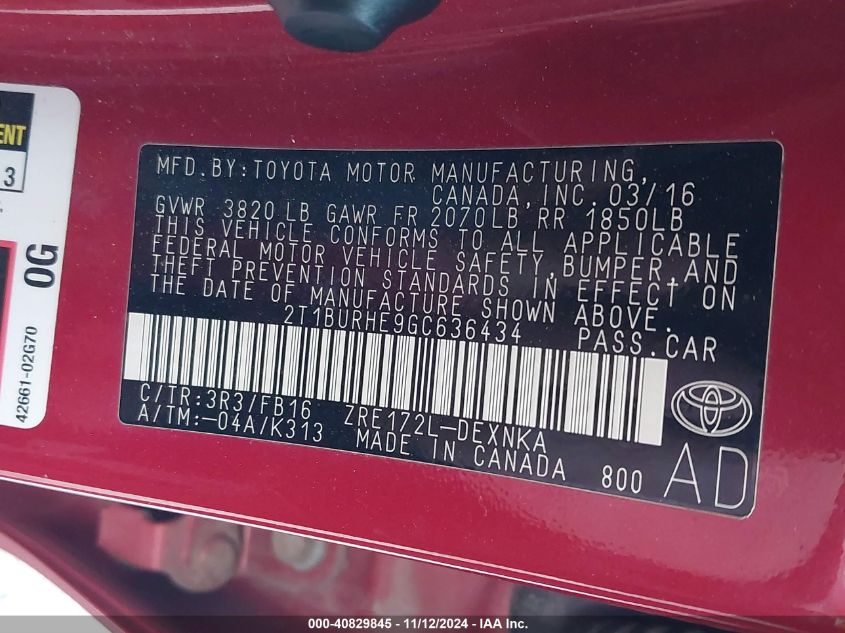 ENT
13
0G
42661-02G70
MFD. BY: TOYOTA MOTOR MANUFACTURING,
CANADA, INC. 03/16
GVWR 3820 LB GAWR FR 2070LB RR 1850LB
THIS VEHICLE CONFORMS TO ALL APPLICABLE
FEDERAL MOTOR VEHICLE SAFETY, BUMPER, AND
THEFT PREVENTION STANDARDS IN EFFECT ON
THE DATE OF MANUFACTURE SHOWN ABOVE.
2T1BURHE9GC636434 PASS. CAR
C/TR: 3R3/FB16 ZRE172L-DEXNKA
A/TM: -04A/K313 MADE IN CANADA 800
AD
000-40829845 - 11/12/2024 - IAA Inc.